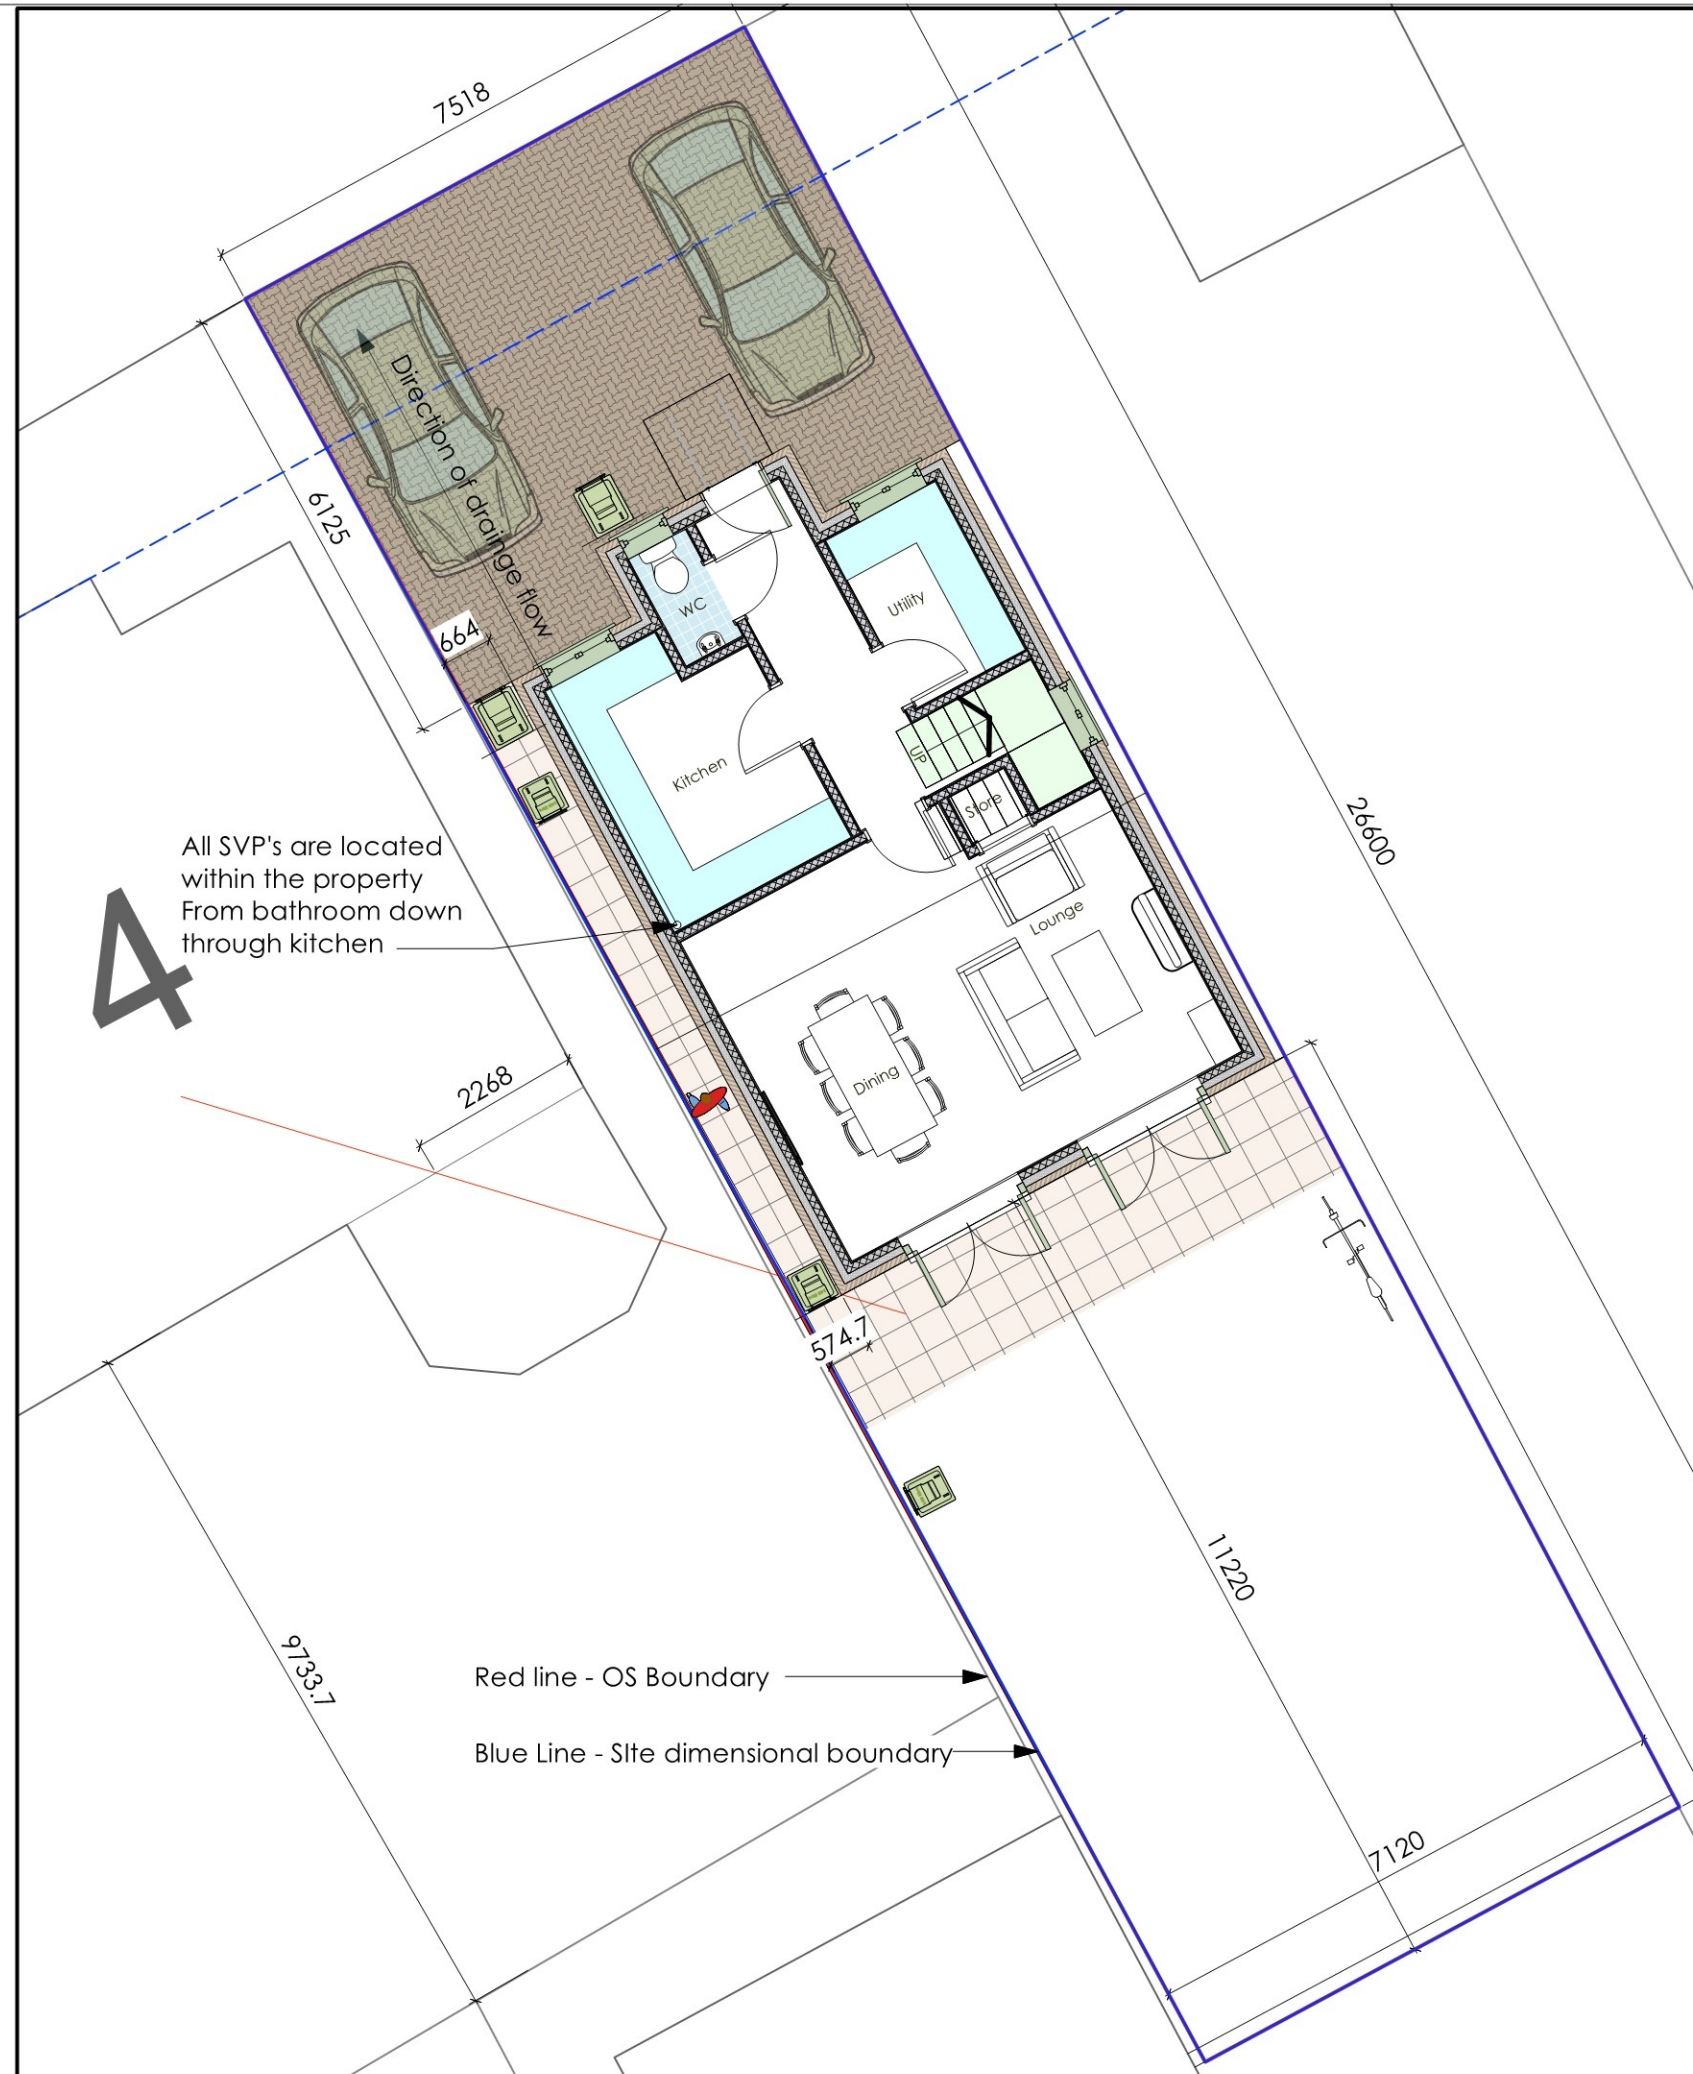 7518
Direction of drainge flow
6125
664
WC
Utility
UP
Kitchen
Store
26600
All SVP's are located
within the property
From bathroom down
through kitchen
4
Lounge
Dining
2268
574.7
11220
9733.7
Red line - OS Boundary
Blue Line - SIte dimensional boundary
7120